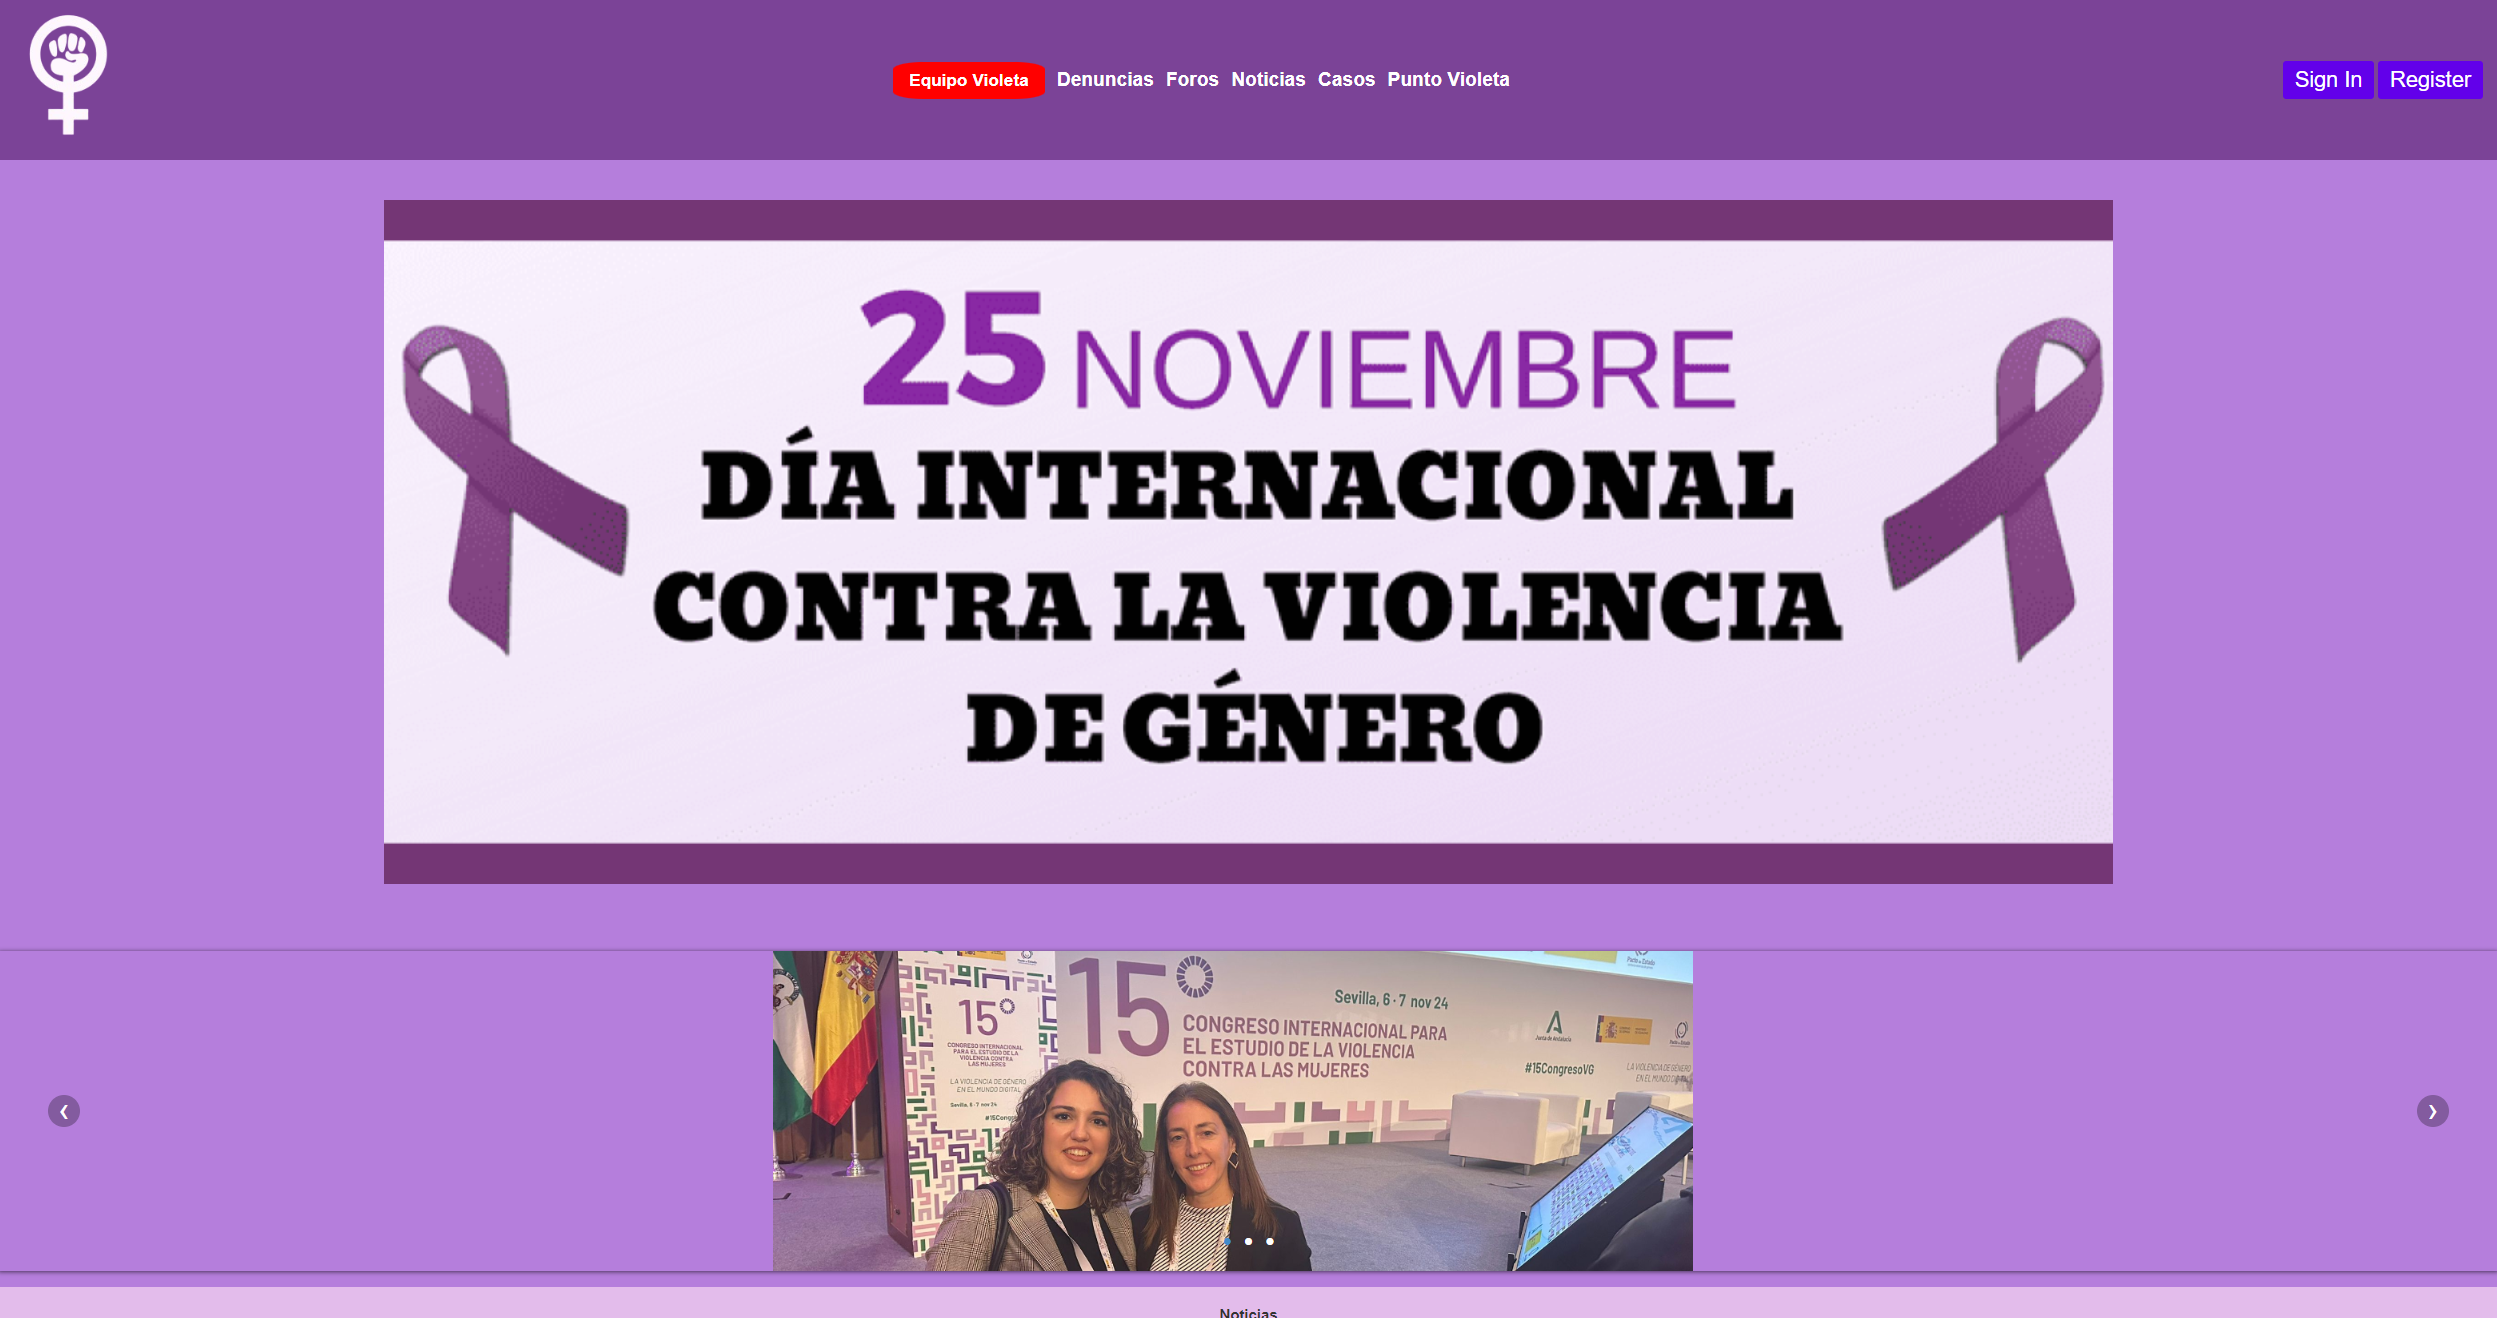 Equipo Violeta Denuncias Foros Noticias Casos Punto Violeta
Sign In Register
25 NOVIEMBRE
DÍA INTERNACIONAL
CONTRA LA VIOLENCIA
DE GÉNERO
15
CONGRESO INTERNACIONAL
PARA EL ESTUDIO DE LA
VIOLENCIA CONTRA
LAS MUJERES
LA VIOLENCIA DE GÉNERO
EN EL MUNDO DIGITAL
Sevilla, 6 - 7 nov 24
15
Sevilla, 6 · 7 nov 24
CONGRESO INTERNACIONAL PARA
EL ESTUDIO DE LA VIOLENCIA
CONTRA LAS MUJERES
Junta de Andalucía
#15CongresoVG
LA VIOLENCIA DE GÉNERO
EN EL MUNDO DIGITAL
Noticias